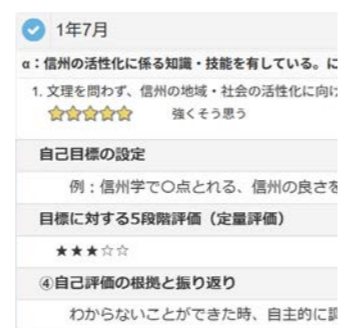 1年7月
α：信州の活性化に係る知識・技能を有している。に
1. 文理を問わず、信州の地域・社会の活性化に向け
強くそう思う
自己目標の設定
例：信州学で〇点とれる、信州の良さを
目標に対する5段階評価（定量評価）
★★★☆☆
④自己評価の根拠と振り返り
わからないことができた時、自主的に調